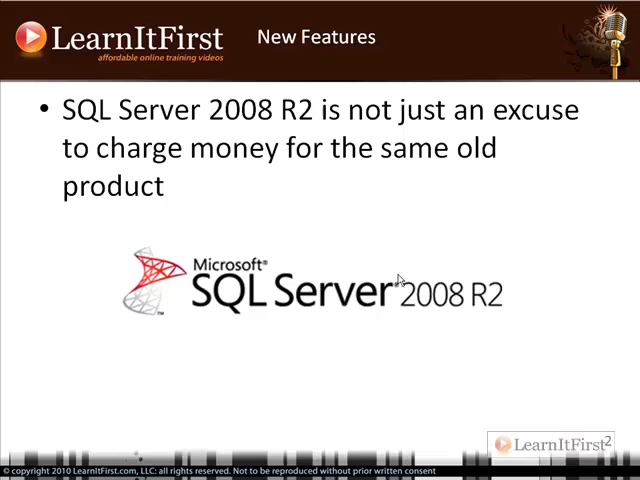 LearnItFirst
affordable online training videos
New Features
• SQL Server 2008 R2 is not just an excuse
to charge money for the same old
product
Microsoft®
SQL Server® 2008 R2
™
LearnItFirst 2
© copyright 2010 LearnItFirst.com, LLC: all rights reserved. Not to be reproduced without prior written consent